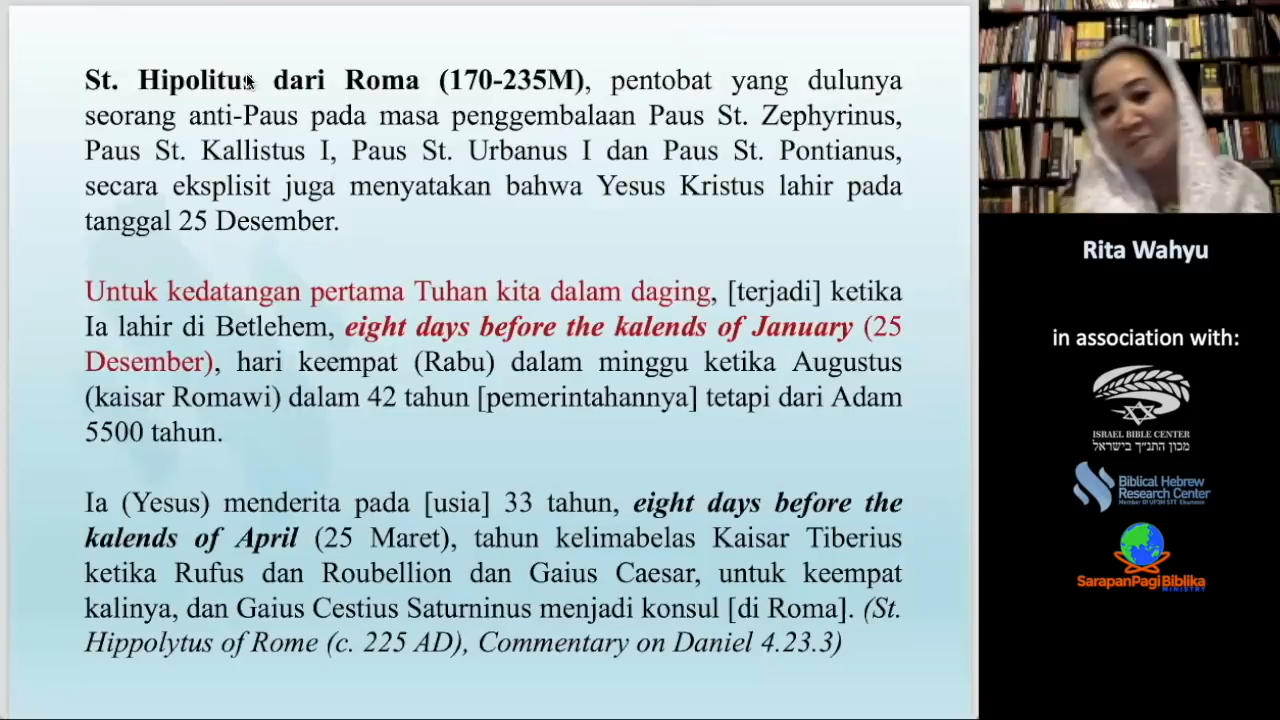 St. Hipolitus dari Roma (170-235M), pentobat yang dulunya
seorang anti-Paus pada masa penggembalaan Paus St. Zephyrinus,
Paus St. Kallistus I, Paus St. Urbanus I dan Paus St. Pontianus,
secara eksplisit juga menyatakan bahwa Yesus Kristus lahir pada
tanggal 25 Desember.
Untuk kedatangan pertama Tuhan kita dalam daging, [terjadi] ketika
Ia lahir di Betlehem, eight days before the kalends of January (25
Desember), hari keempat (Rabu) dalam minggu ketika Augustus
(kaisar Romawi) dalam 42 tahun [pemerintahannya] tetapi dari Adam
5500 tahun.
Ia (Yesus) menderita pada [usia] 33 tahun, eight days before the
kalends of April (25 Maret), tahun kelimabelas Kaisar Tiberius
ketika Rufus dan Roubellion dan Gaius Caesar, untuk keempat
kalinya, dan Gaius Cestius Saturninus menjadi konsul [di Roma]. (St.
Hippolytus of Rome (c. 225 AD), Commentary on Daniel 4.23.3)
Rita Wahyu
in association with:
ISRAEL BIBLE CENTER
מכון התנ"ך בישראל
Biblical Hebrew
Research Center
SarapanPagiBiblika
MINISTRY